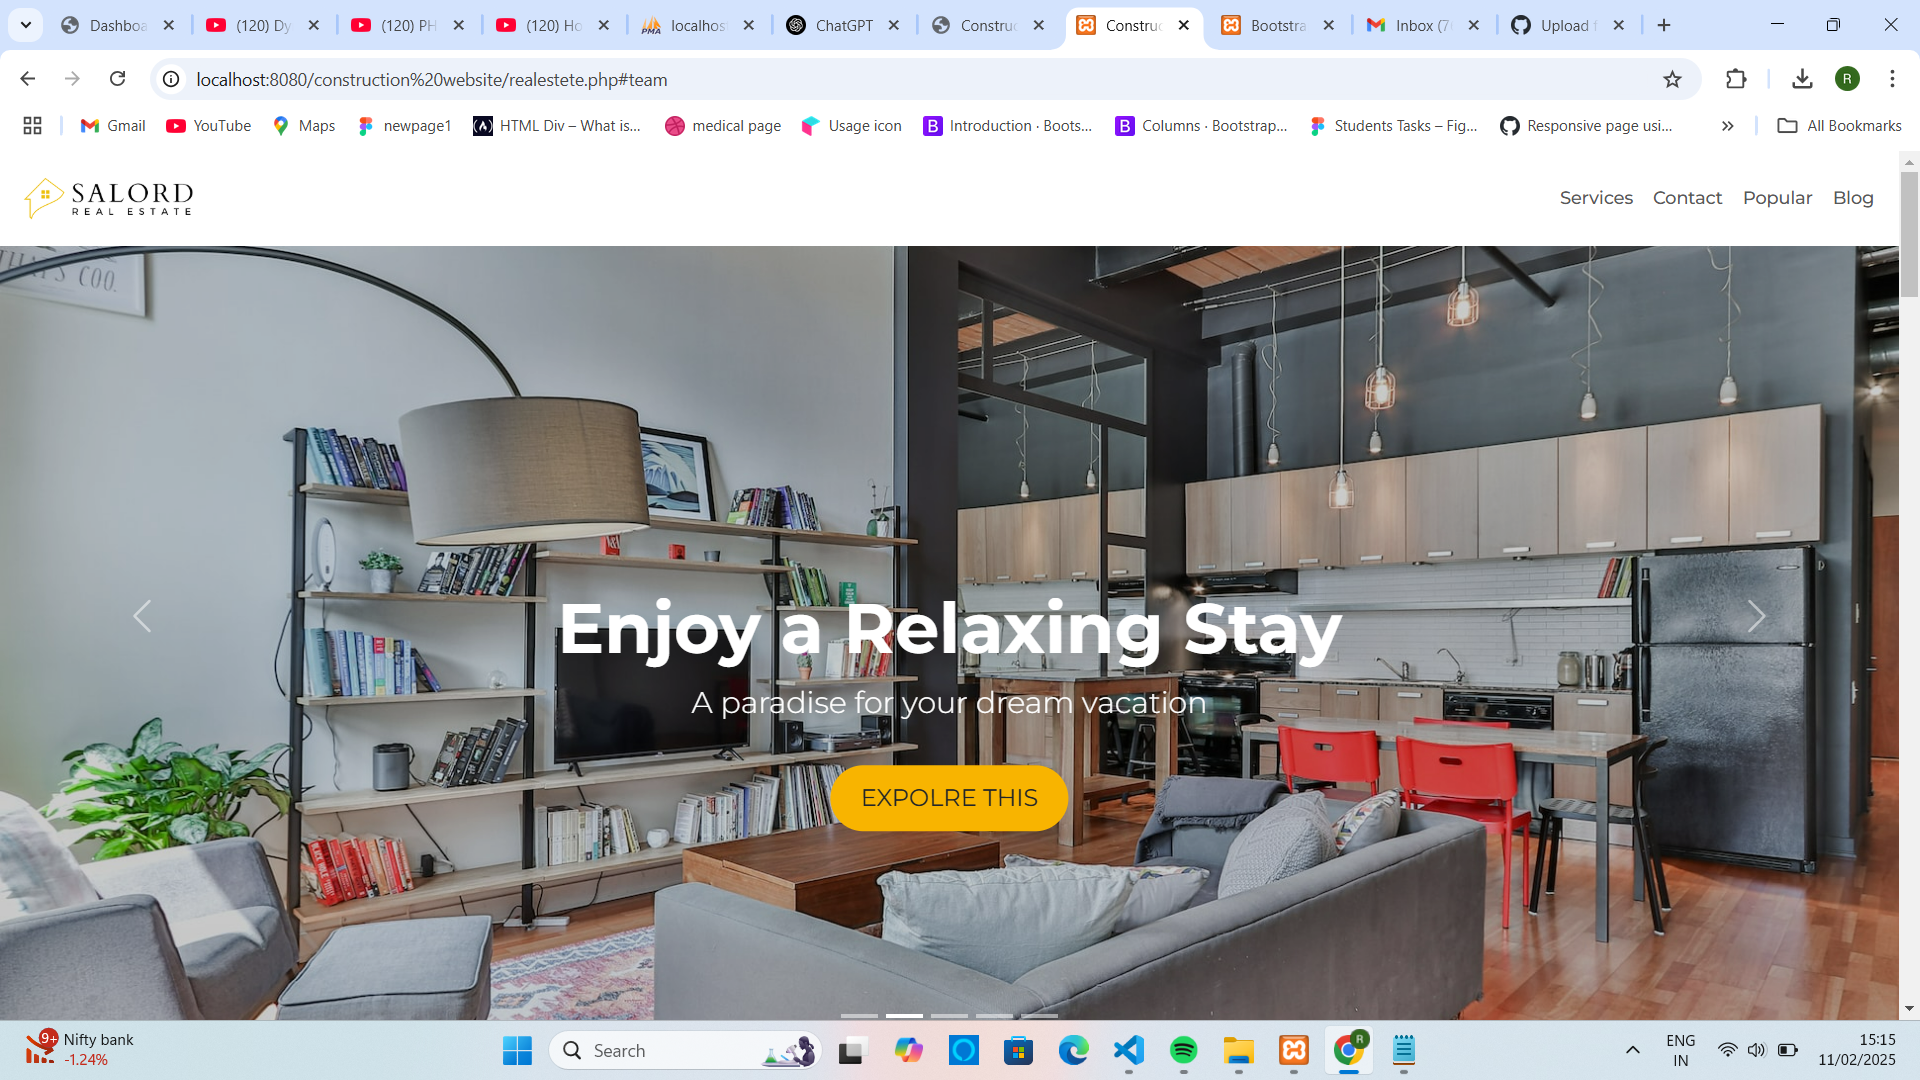 Dashboa
(120) Dy
(120) PH
(120) Ho
localhos
ChatGPT
Construc
Construc
Bootstra
Inbox (7
Upload f
localhost:8080/construction%20website/realestete.php#team
R
Gmail
YouTube
Maps
newpage1
HTML Div – What is...
medical page
Usage icon
Introduction · Boots...
Columns · Bootstrap...
Students Tasks – Fig...
Responsive page usi...
All Bookmarks
SALORD
REAL ESTATE
Services
Contact
Popular
Blog
THAT'S COO.
Enjoy a Relaxing Stay
A paradise for your dream vacation
EXPOLRE THIS
9+
Nifty bank
-1.24%
Search
R
ENG
IN
15:15
11/02/2025